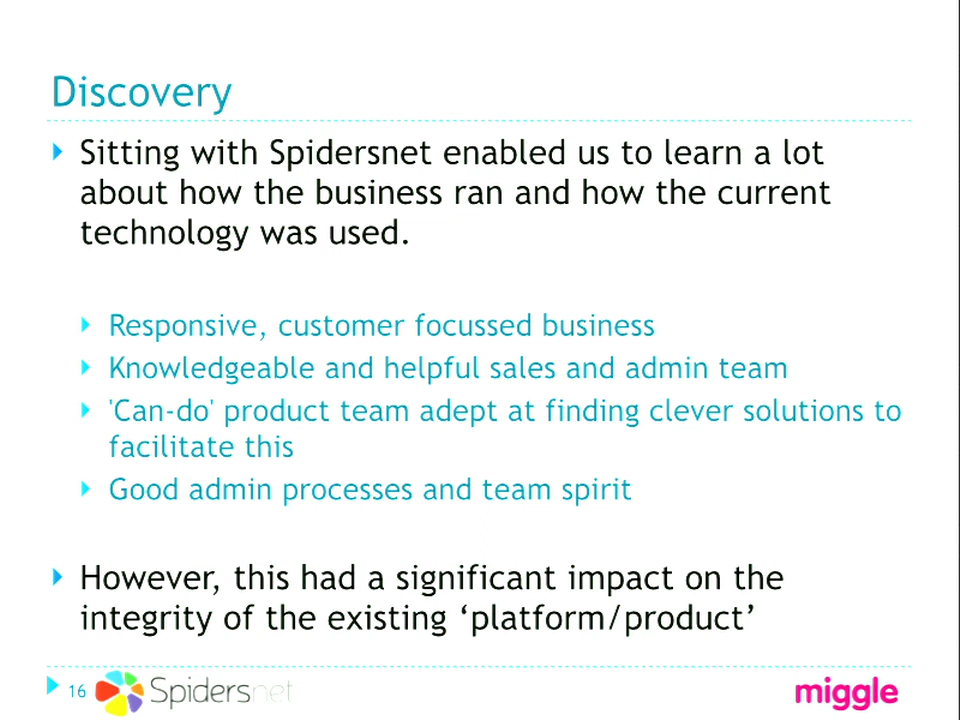 Discovery
Sitting with Spidersnet enabled us to learn a lot
about how the business ran and how the current
technology was used.
Responsive, customer focussed business
Knowledgeable and helpful sales and admin team
'Can-do' product team adept at finding clever solutions to
facilitate this
Good admin processes and team spirit
However, this had a significant impact on the
integrity of the existing ‘platform/product’
16
Spidersnet
miggle